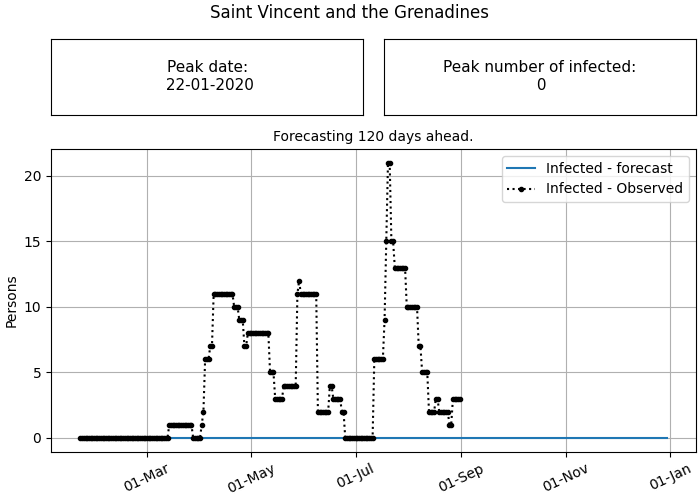 Saint Vincent and the Grenadines
Peak date:
22-01-2020
Peak number of infected:
0
Forecasting 120 days ahead.
Infected - forecast
Infected - Observed
Persons
20
15
10
5
0
01-Mar
01-May
01-Jul
01-Sep
01-Nov
01-Jan